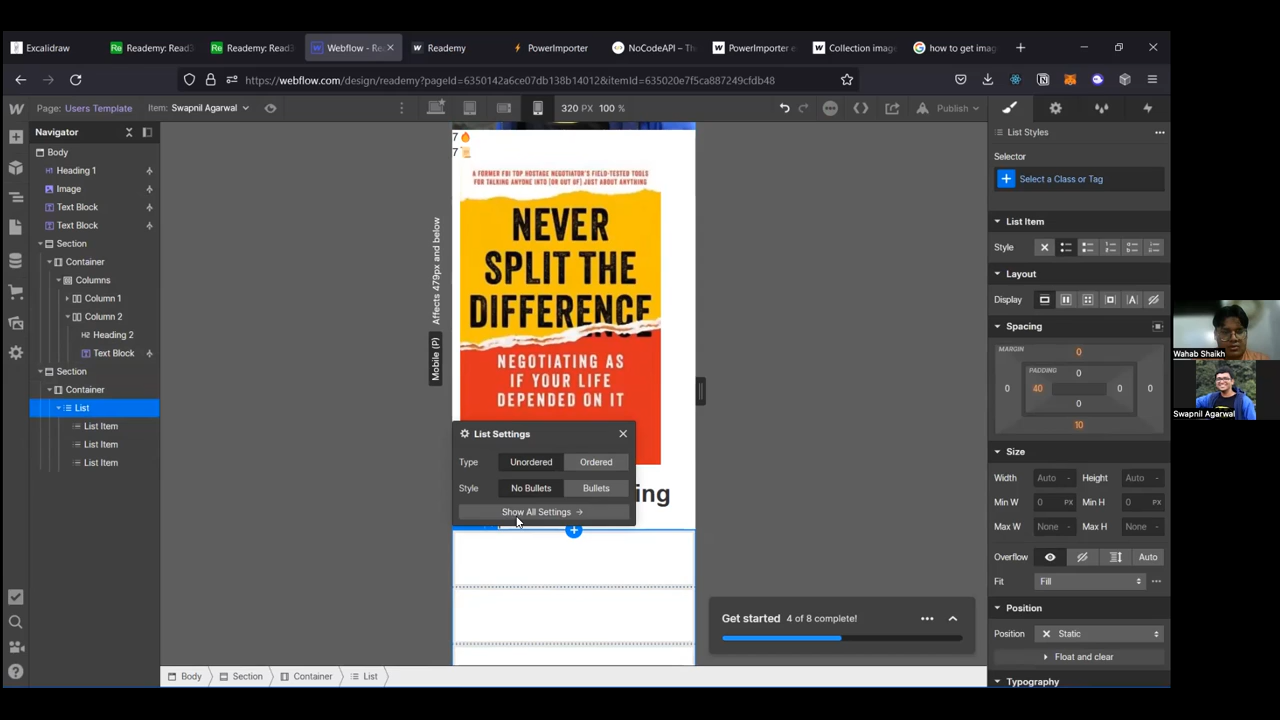 Excalidraw
Reademy: Read
Reademy: Read
Webflow - Re
Readmy
PowerImporter
NoCodeAPI – Th
PowerImporter e
Collection imag
how to get imag
https://webflow.com/design/reademy?pageId=6350142a6ce07db138b14012&itemId=635020e7f5ca887249cfdb48
Page: Users Template
Item: Swapnil Agarwal
320 PX 100 %
Publish
Navigator
Body
Heading 1
Image
Text Block
Text Block
Section
Container
Columns
Column 1
Column 2
Heading 2
Text Block
Section
Container
List
List Item
List Item
List Item
Affects 479px and below
Mobile (P)
7 🔥
7 📜
A FORMER FBI TOP HOSTAGE NEGOTIATOR'S FIELD-TESTED TOOLS
FOR TALKING ANYONE INTO (OR OUT OF) JUST ABOUT ANYTHING
NEVER
SPLIT THE
DIFFERENCE
NEGOTIATING AS
IF YOUR LIFE
DEPENDED ON IT
ing
List Settings
Type
Unordered
Ordered
Style
No Bullets
Bullets
Show All Settings →
Get started 4 of 8 complete!
Body
Section
Container
List
List Styles
Selector
Select a Class or Tag
List Item
Style
Layout
Display
Spacing
MARGIN
0
PADDING
0
0
40
0
0
0
10
Size
Width Auto Height Auto
Min W 0 PX Min H 0 PX
Max W None Max H None
Overflow Auto
Fit Fill
Position
Position Static
Float and clear
Typography
Wahab Shaikh
Swapnil Agarwal